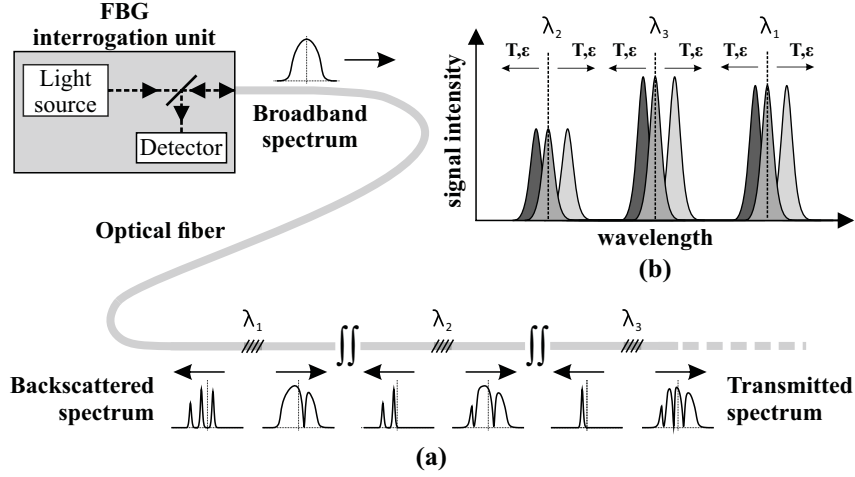 FBG
interrogation unit
Light
source
Detector
Broadband
spectrum
Optical fiber
λ₁
λ₂
λ₃
Backscattered
spectrum
Transmitted
spectrum
(a)
λ₂ λ₃ λ₁
T,ε T,ε T,ε T,ε T,ε T,ε
signal intensity
wavelength
(b)